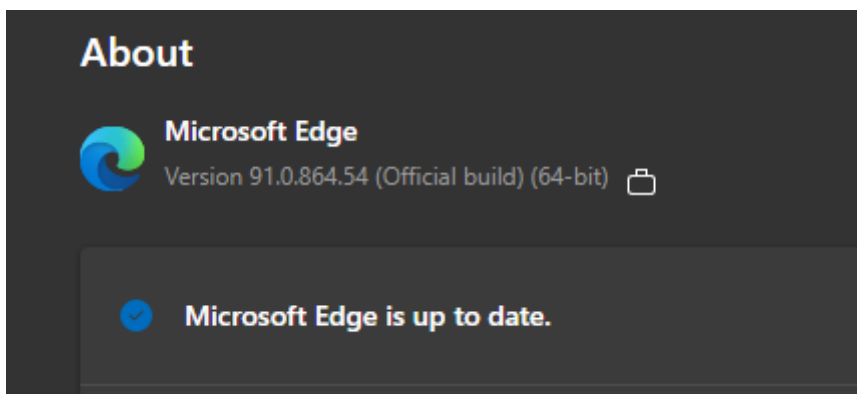 About
Microsoft Edge
Version 91.0.864.54 (Official build) (64-bit)
Microsoft Edge is up to date.